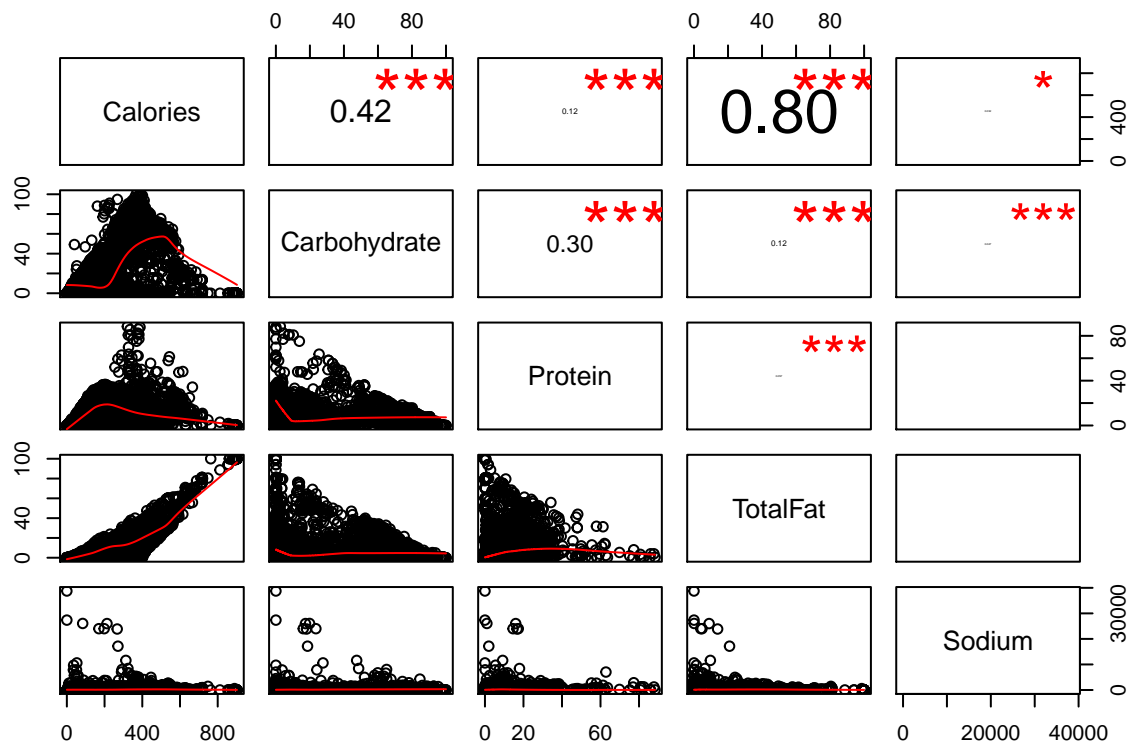 0 40 80 0 40 80
Calories 0.42 *** 0.12 *** 0.80 *** * 0 400
0 40 100 Carbohydrate 0.30 *** 0.12 *** ***
Protein *** 0 40 80
0 40 100 TotalFat
Sodium 0 30000
0 400 800 0 20 60 0 20000 40000